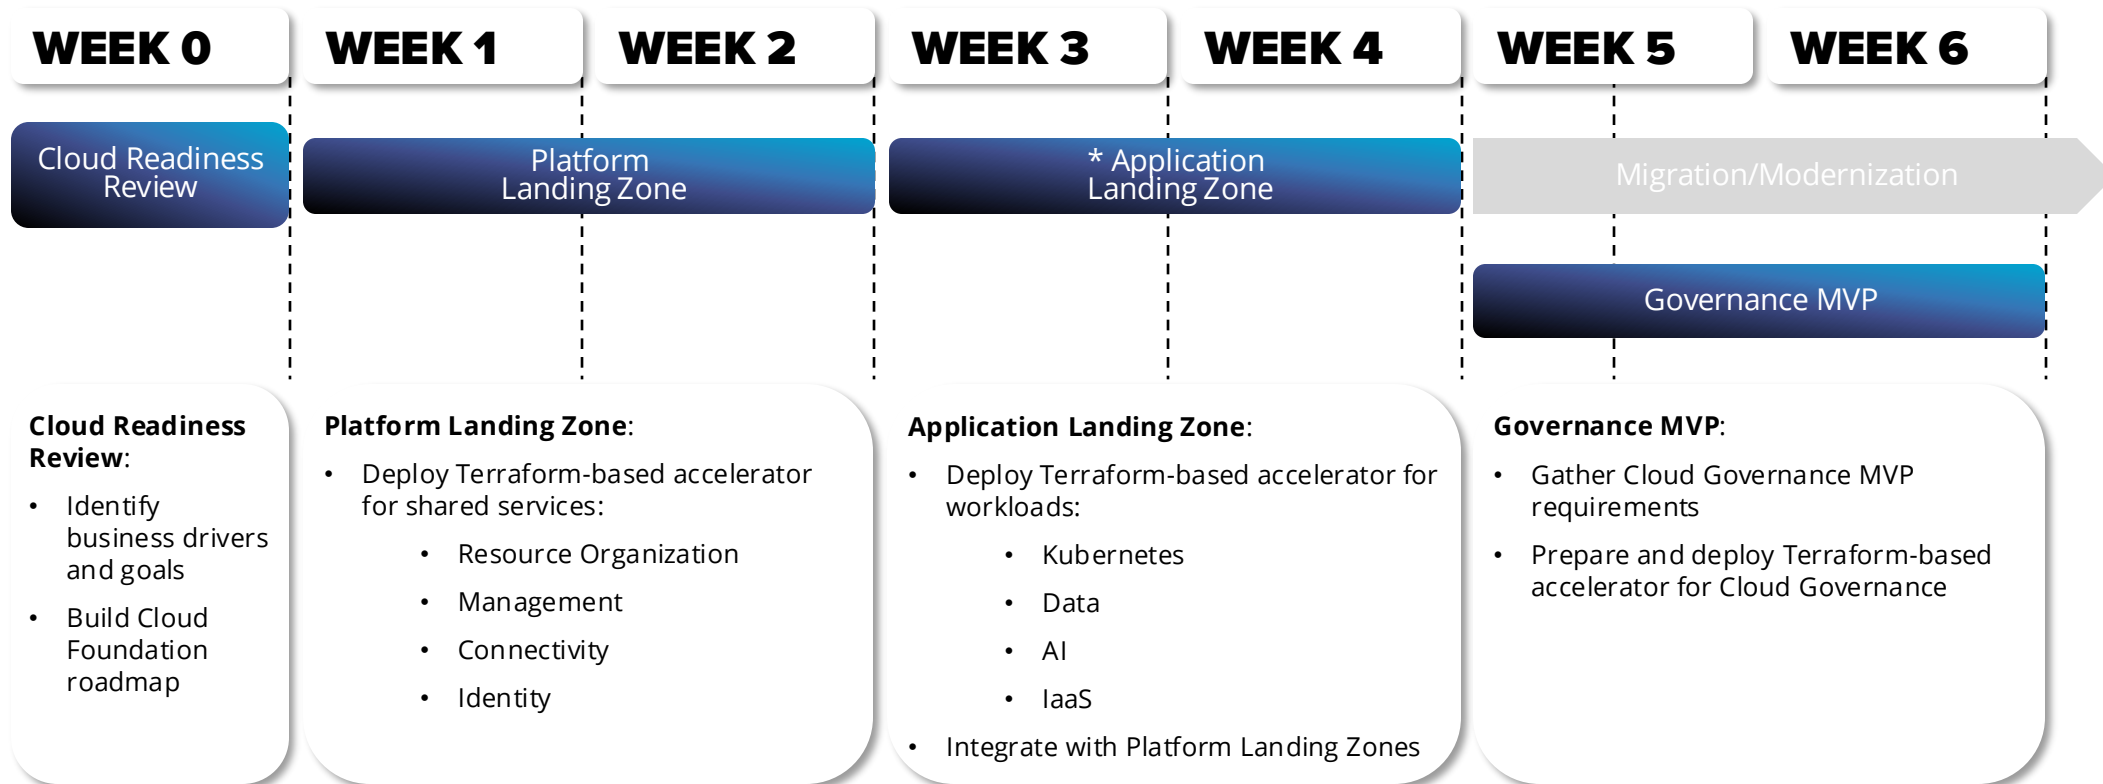 WEEK 0
WEEK 1
WEEK 2
WEEK 3
WEEK 4
WEEK 5
WEEK 6
Cloud Readiness
Review
Platform
Landing Zone
* Application
Landing Zone
Migration/Modernization
Governance MVP
Cloud Readiness
Review:
• Identify
business drivers
and goals
• Build Cloud
Foundation
roadmap
Platform Landing Zone:
• Deploy Terraform-based accelerator
for shared services:
• Resource Organization
• Management
• Connectivity
• Identity
Application Landing Zone:
• Deploy Terraform-based accelerator for
workloads:
• Kubernetes
• Data
• AI
• IaaS
• Integrate with Platform Landing Zones
Governance MVP:
• Gather Cloud Governance MVP
requirements
• Prepare and deploy Terraform-based
accelerator for Cloud Governance